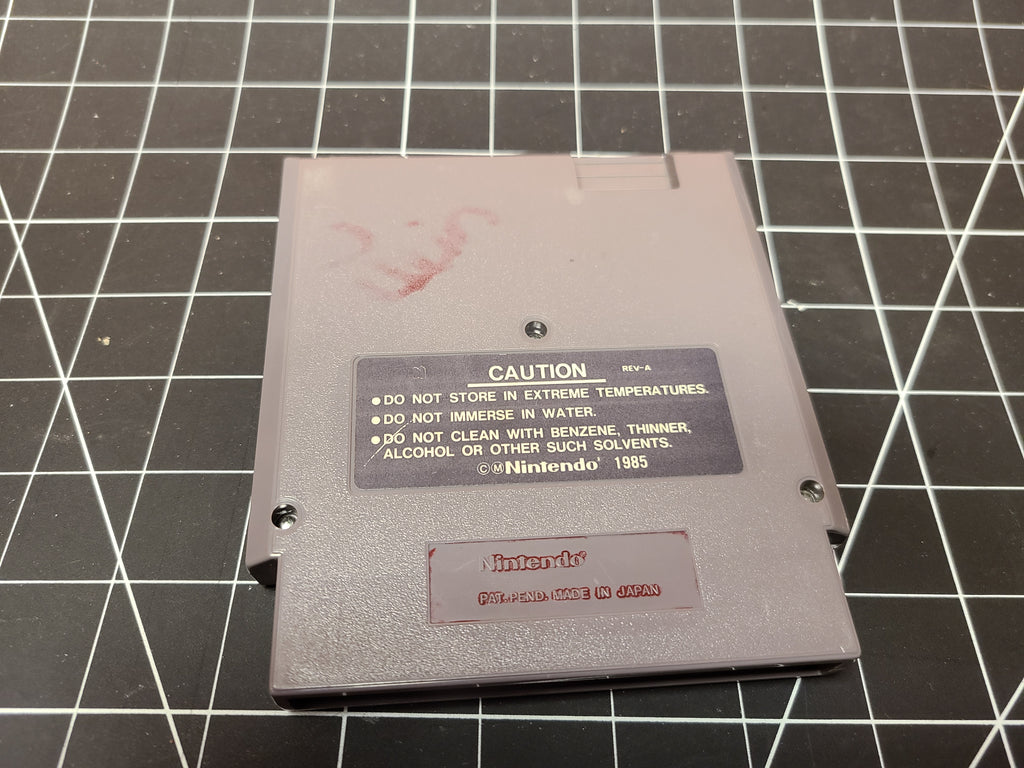 CAUTION REV-A
●DO NOT STORE IN EXTREME TEMPERATURES.
●DO NOT IMMERSE IN WATER.
●DO NOT CLEAN WITH BENZENE, THINNER,
ALCOHOL OR OTHER SUCH SOLVENTS.
©Ⓜ Nintendo® 1985
Nintendo®
PAT. PEND. MADE IN JAPAN